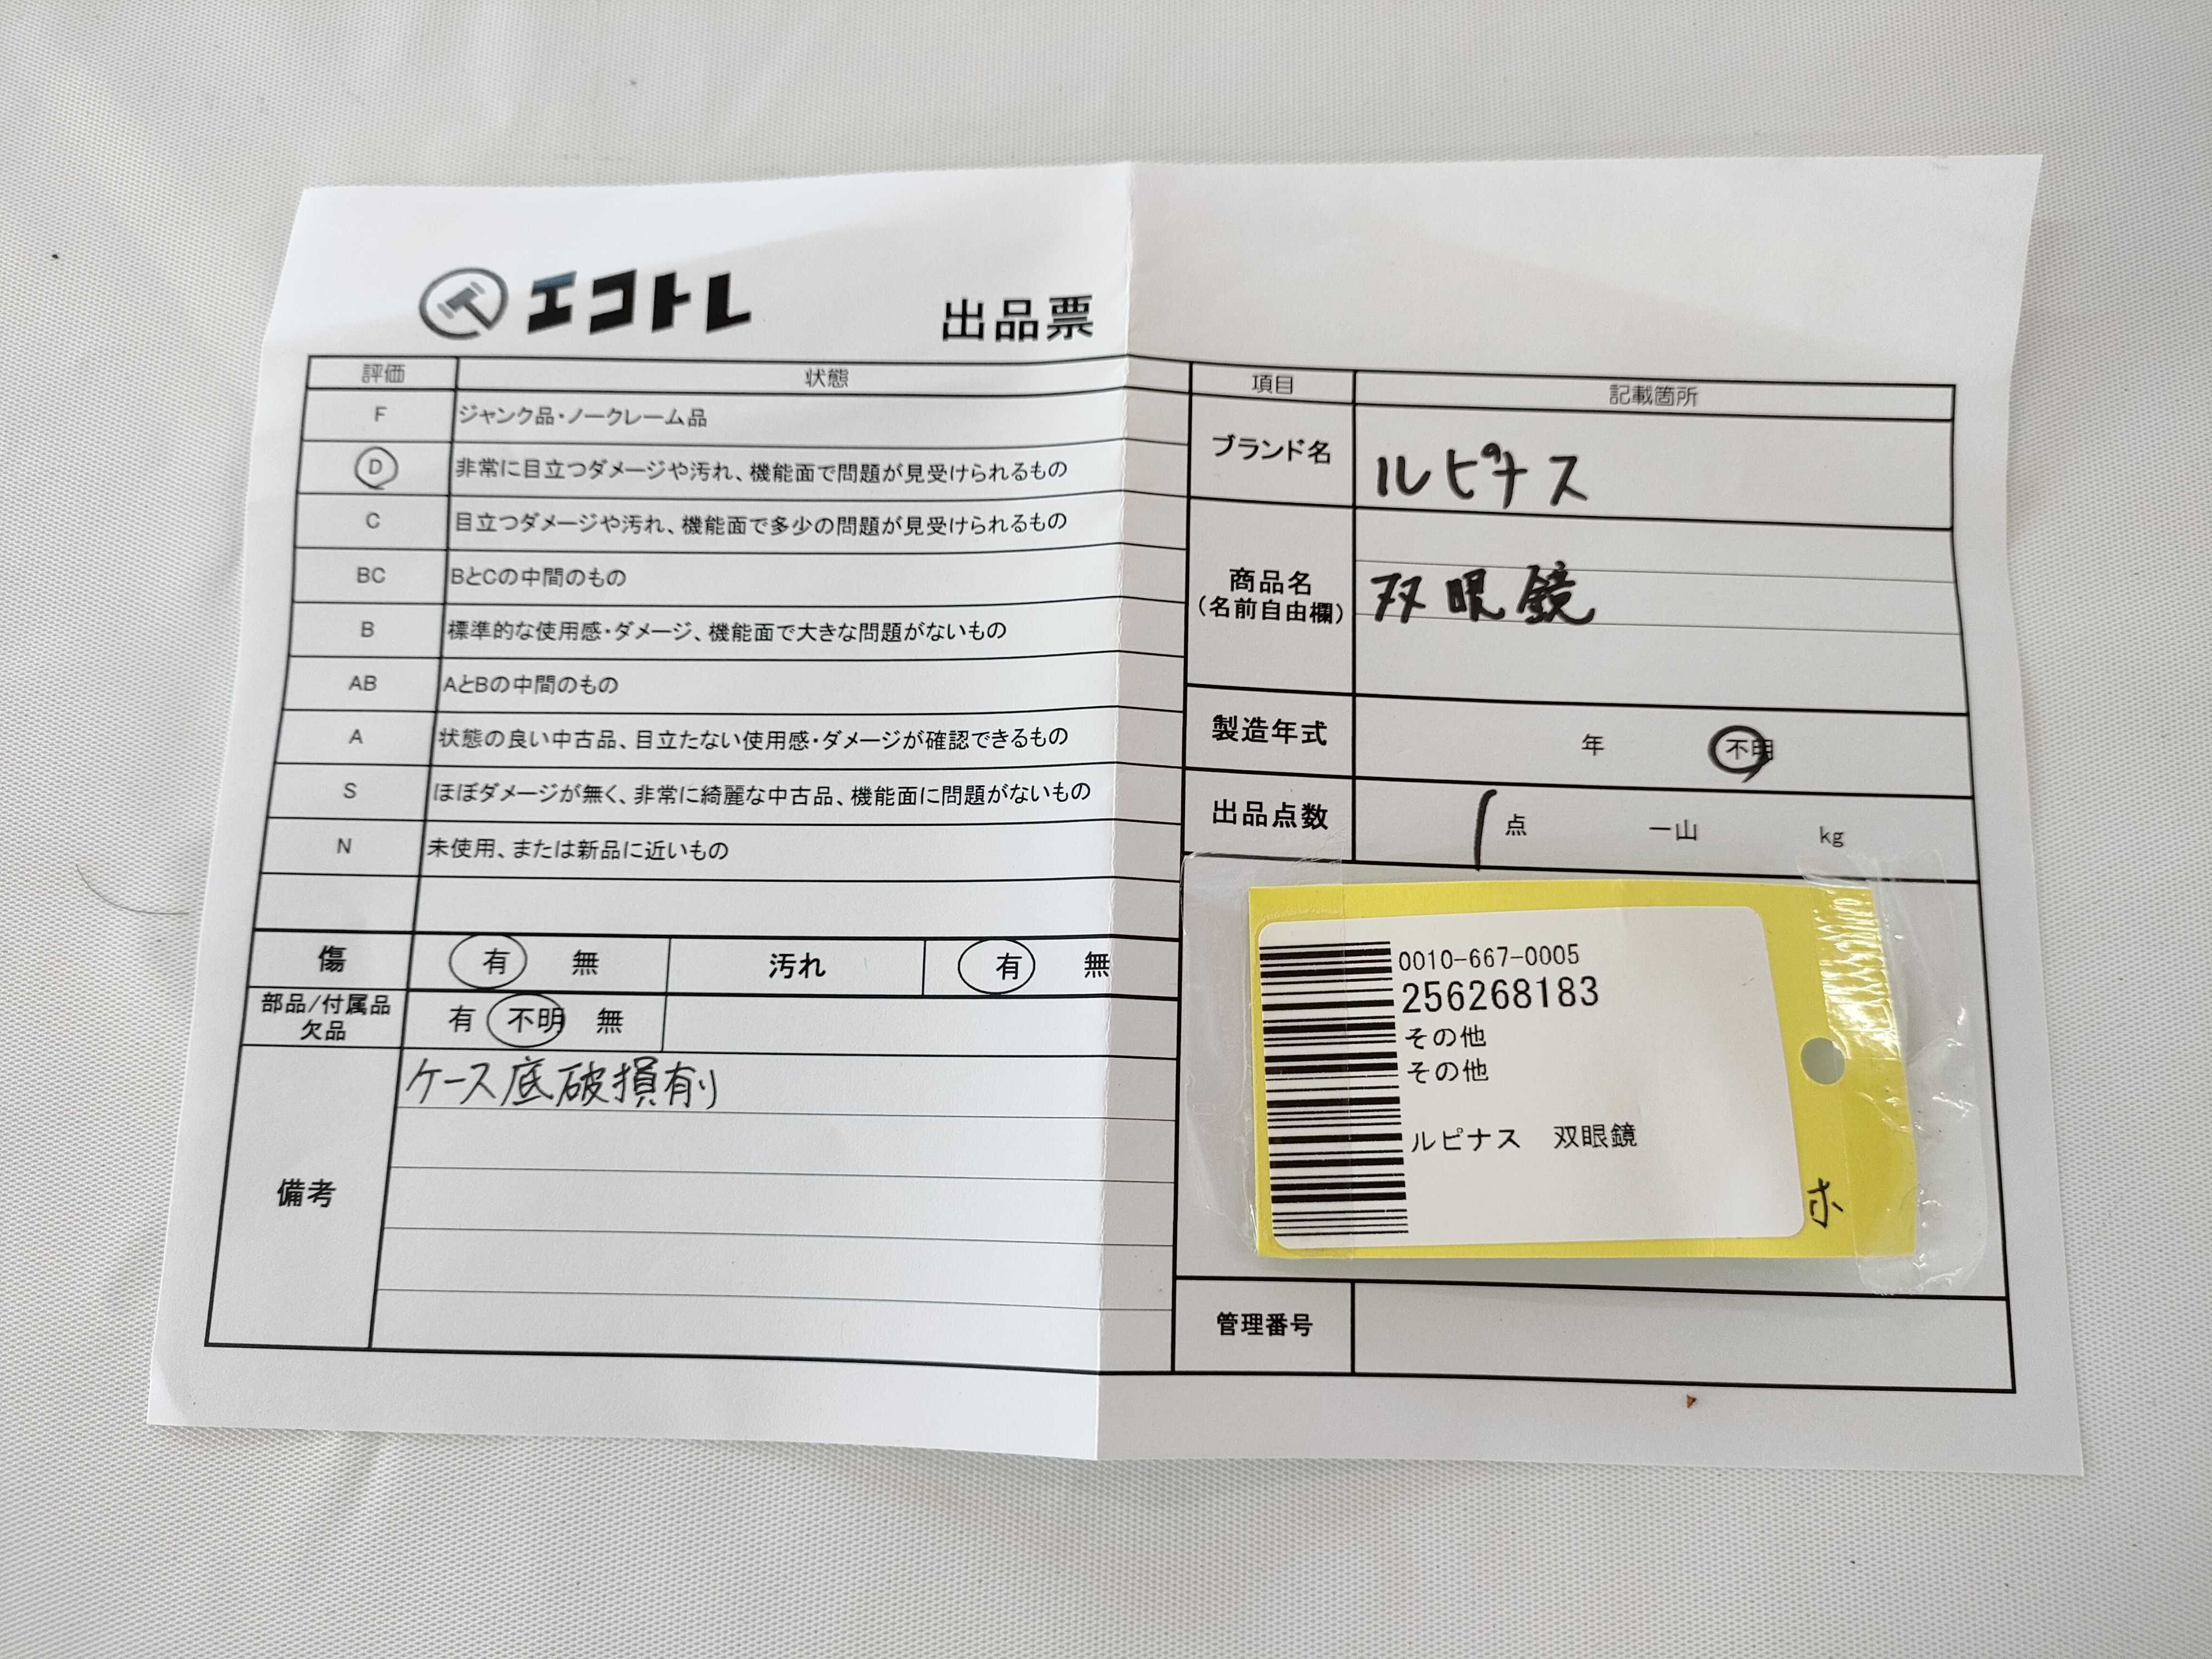 エコトレ 出品票
評価 状態
F ジャンク品・ノークレーム品
D 非常に目立つダメージや汚れ、機能面で問題が見受けられるもの
C 目立つダメージや汚れ、機能面で多少の問題が見受けられるもの
BC BとCの中間のもの
B 標準的な使用感・ダメージ、機能面で大きな問題がないもの
AB AとBの中間のもの
A 状態の良い中古品、目立たない使用感・ダメージが確認できるもの
S ほぼダメージが無く、非常に綺麗な中古品、機能面に問題がないもの
N 未使用、または新品に近いもの
傷 有 無 汚れ 有 無
部品/付属品
欠品 有 不明 無
備考 ケース底破損有り
項目 記載箇所
ブランド名 ルピナス
商品名
(名前自由欄) 双眼鏡
製造年式 年 不明
出品点数 1 点 一山 kg
0010-667-0005
256268183
その他
その他
ルピナス 双眼鏡
ホ
管理番号